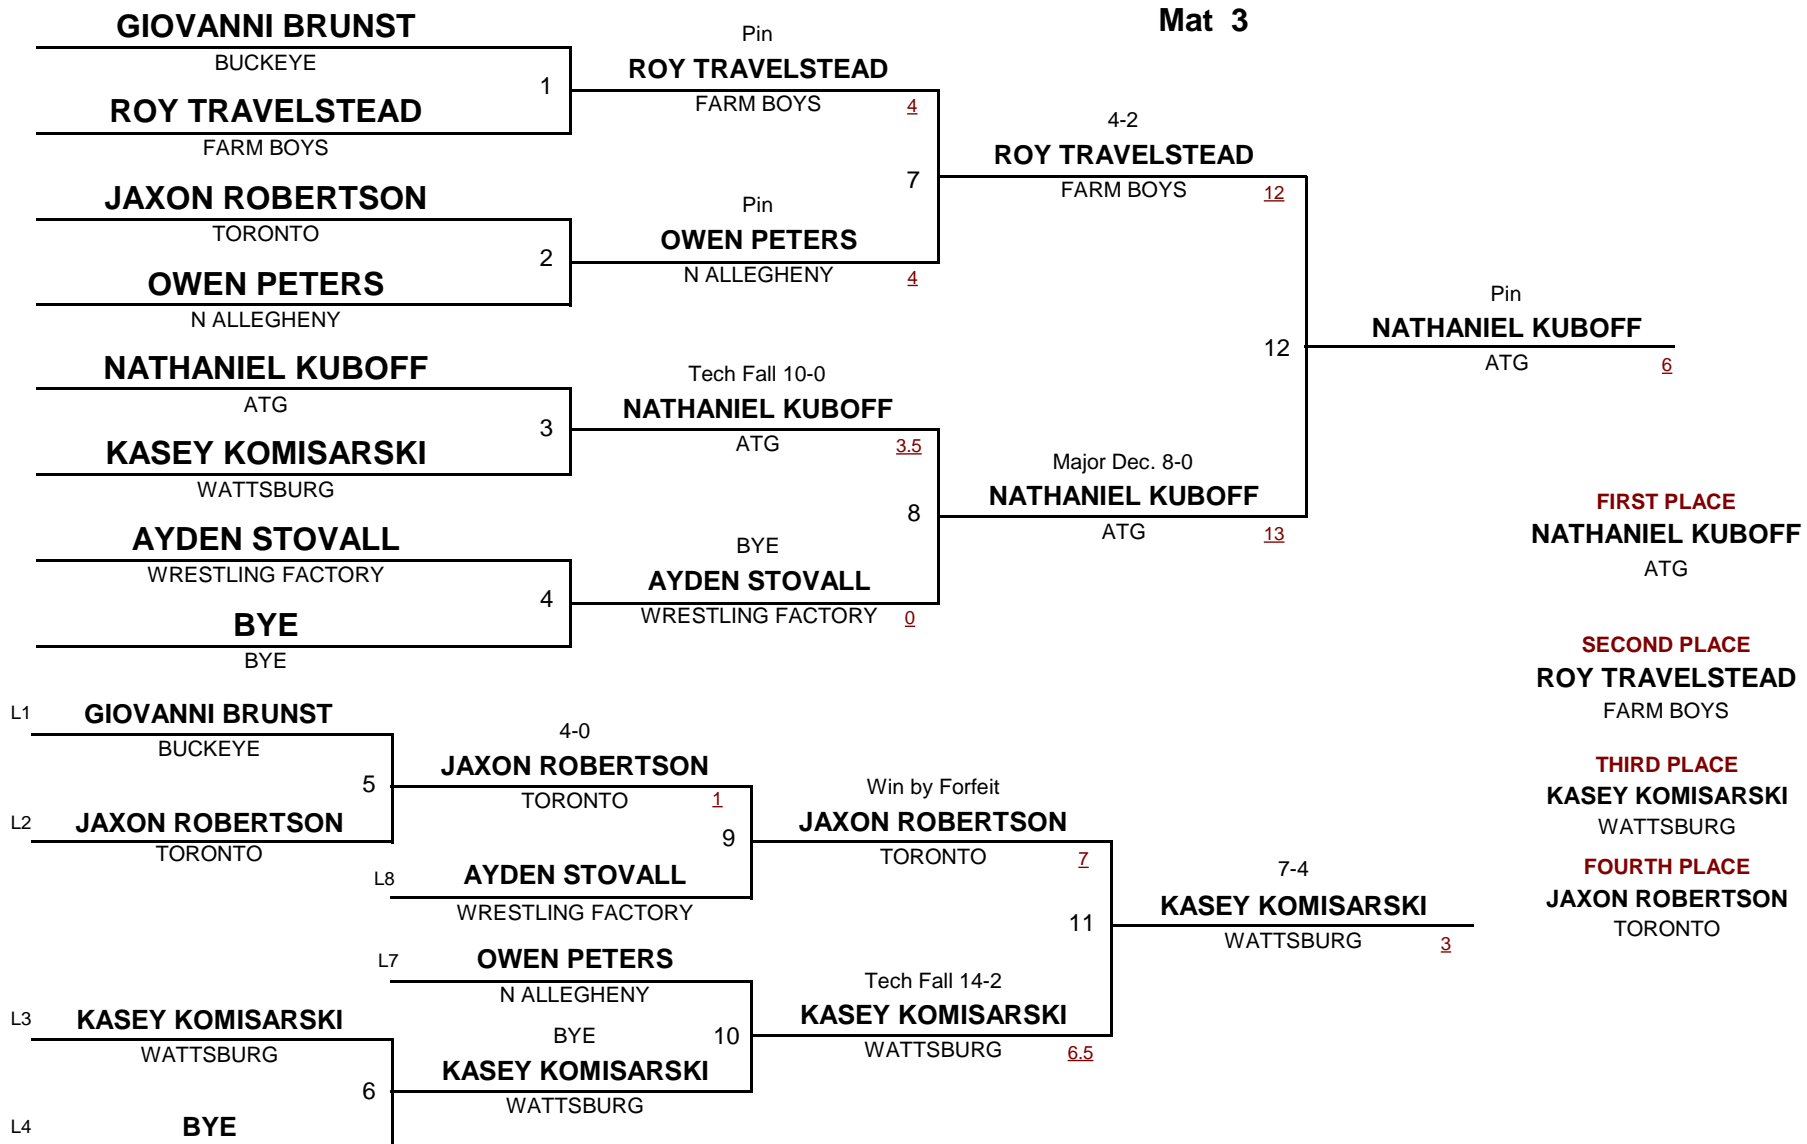 Mat 3
GIOVANNI BRUNST
BUCKEYE
1
ROY TRAVELSTEAD
FARM BOYS
JAXON ROBERTSON
TORONTO
2
OWEN PETERS
N ALLEGHENY
NATHANIEL KUBOFF
ATG
3
KASEY KOMISARSKI
WATTSBURG
AYDEN STOVALL
WRESTLING FACTORY
4
BYE
BYE
Pin
ROY TRAVELSTEAD
FARM BOYS
4
7
Pin
OWEN PETERS
N ALLEGHENY
4
Tech Fall 10-0
NATHANIEL KUBOFF
ATG
3.5
8
BYE
AYDEN STOVALL
WRESTLING FACTORY
0
4-2
ROY TRAVELSTEAD
FARM BOYS
12
12
Major Dec. 8-0
NATHANIEL KUBOFF
ATG
13
Pin
NATHANIEL KUBOFF
ATG
6
FIRST PLACE
NATHANIEL KUBOFF
ATG
SECOND PLACE
ROY TRAVELSTEAD
FARM BOYS
THIRD PLACE
KASEY KOMISARSKI
WATTSBURG
FOURTH PLACE
JAXON ROBERTSON
TORONTO
L1
GIOVANNI BRUNST
BUCKEYE
5
L2
JAXON ROBERTSON
TORONTO
L3
KASEY KOMISARSKI
WATTSBURG
6
L4
BYE
4-0
JAXON ROBERTSON
TORONTO
1
9
L8
AYDEN STOVALL
WRESTLING FACTORY
L7
OWEN PETERS
N ALLEGHENY
10
BYE
KASEY KOMISARSKI
WATTSBURG
Win by Forfeit
JAXON ROBERTSON
TORONTO
7
11
Tech Fall 14-2
KASEY KOMISARSKI
WATTSBURG
6.5
7-4
KASEY KOMISARSKI
WATTSBURG
3